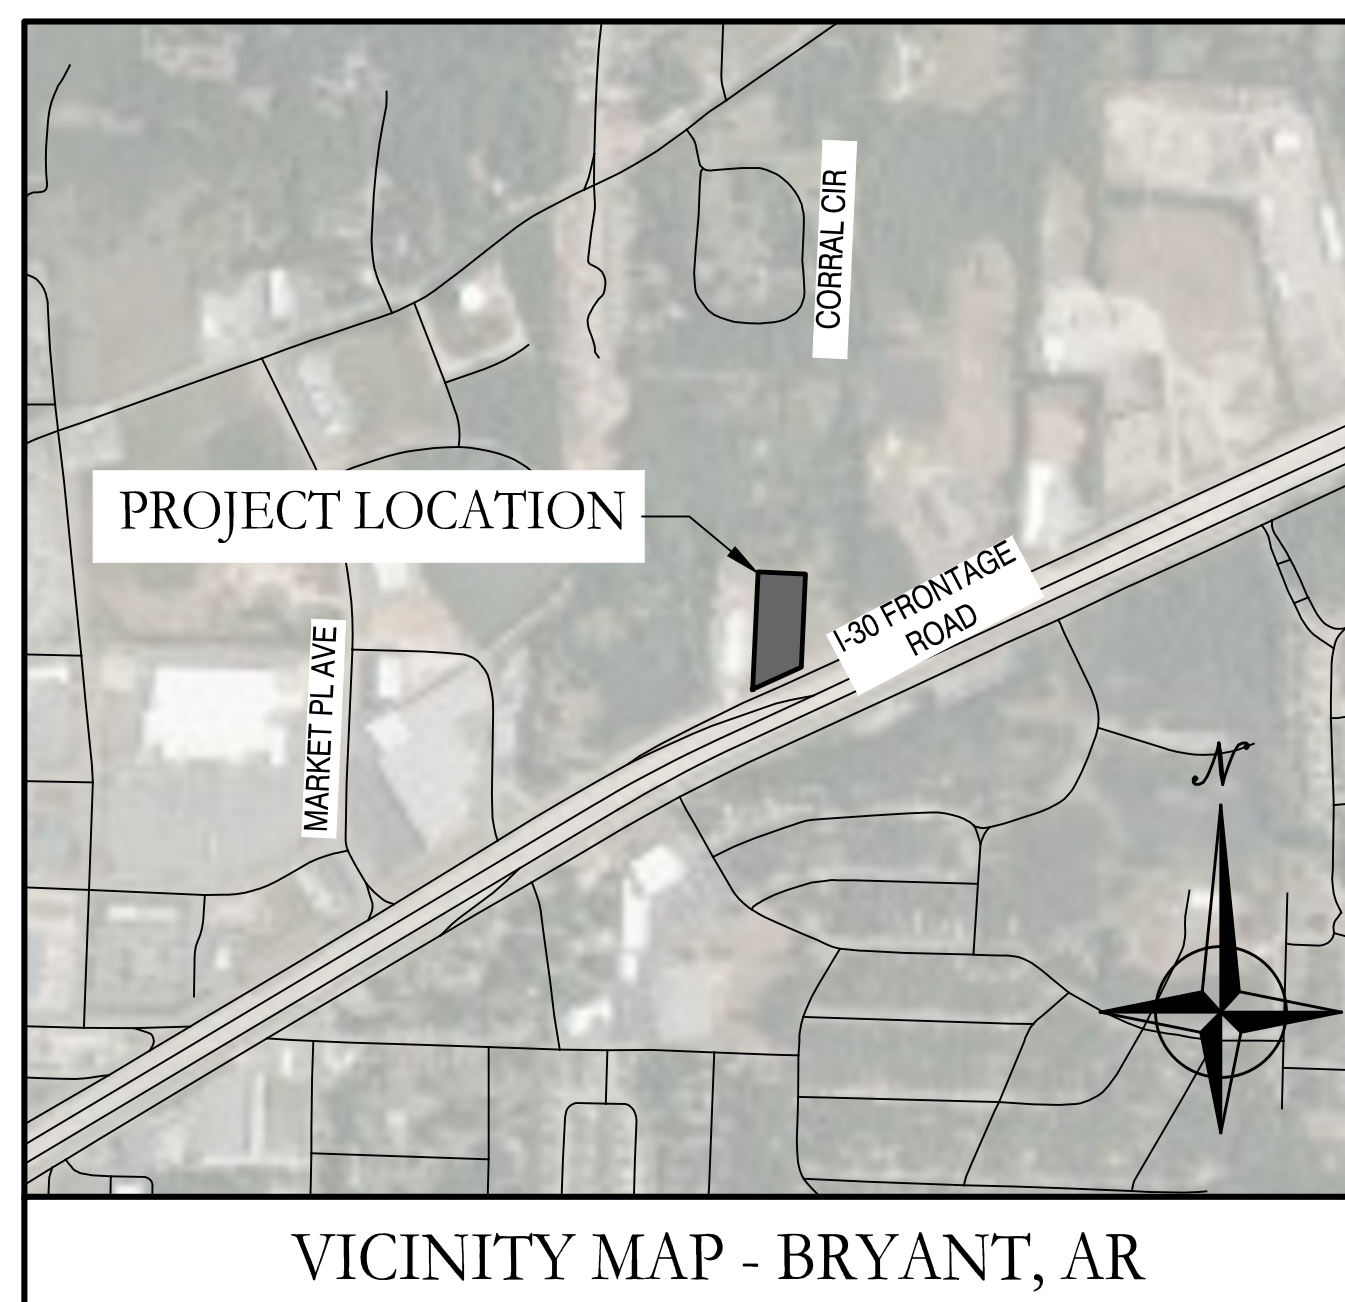 CORRAL CIR
PROJECT LOCATION
I-30 FRONTAGE
ROAD
MARKET PL AVE
N
VICINITY MAP - BRYANT, AR